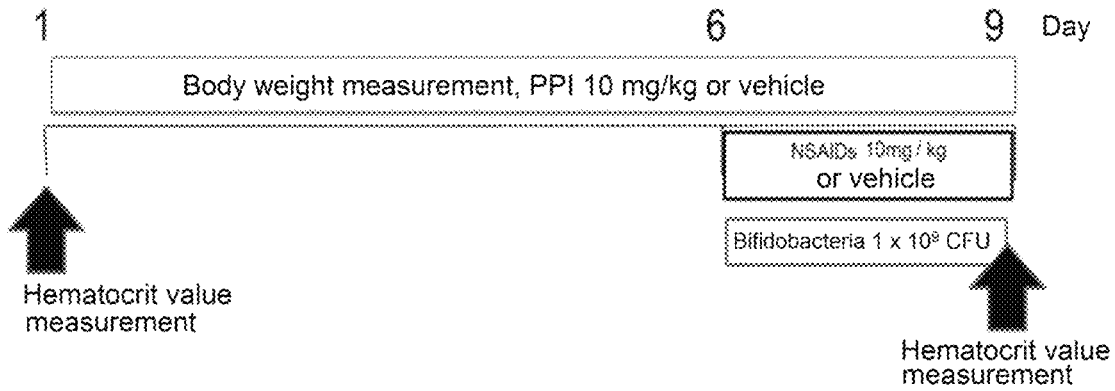 1 6 9 Day
Body weight measurement, PPI 10 mg/kg or vehicle
NSAIDs 10mg / kg
or vehicle
Bifidobacteria 1 x 10⁹ CFU
Hematocrit value
measurement
Hematocrit value
measurement